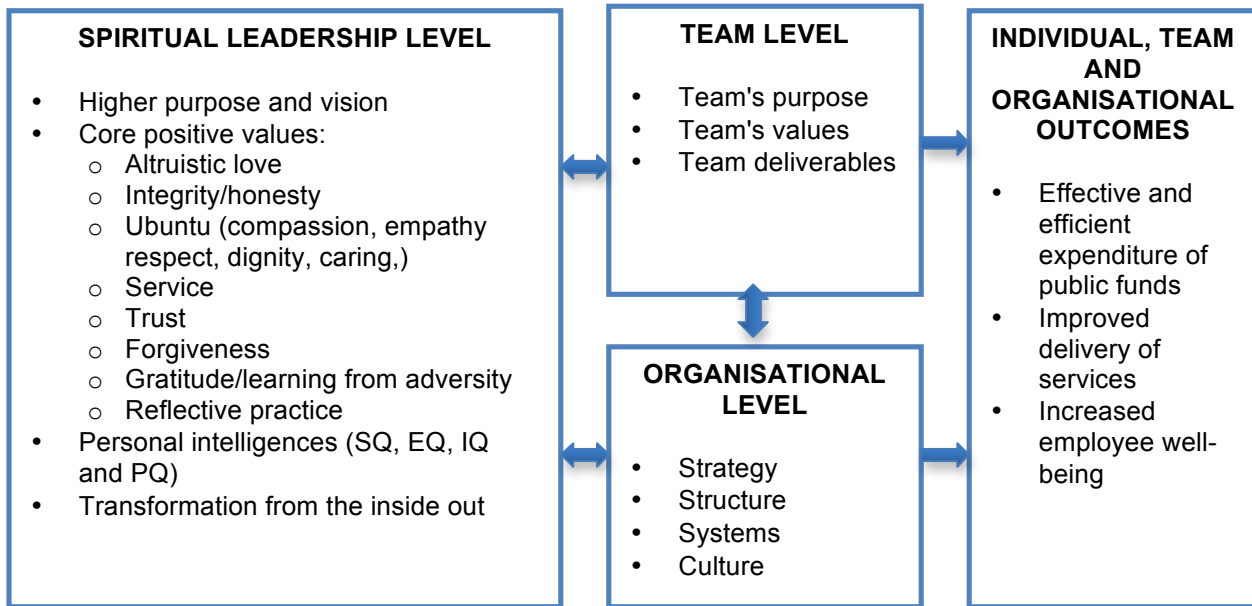 SPIRITUAL LEADERSHIP LEVEL
• Higher purpose and vision
• Core positive values:
o Altruistic love
o Integrity/honesty
o Ubuntu (compassion, empathy
respect, dignity, caring,)
o Service
o Trust
o Forgiveness
o Gratitude/learning from adversity
o Reflective practice
• Personal intelligences (SQ, EQ, IQ
and PQ)
• Transformation from the inside out
TEAM LEVEL
• Team's purpose
• Team's values
• Team deliverables
ORGANISATIONAL
LEVEL
• Strategy
• Structure
• Systems
• Culture
INDIVIDUAL, TEAM
AND
ORGANISATIONAL
OUTCOMES
• Effective and
efficient
expenditure of
public funds
• Improved
delivery of
services
• Increased
employee well-
being